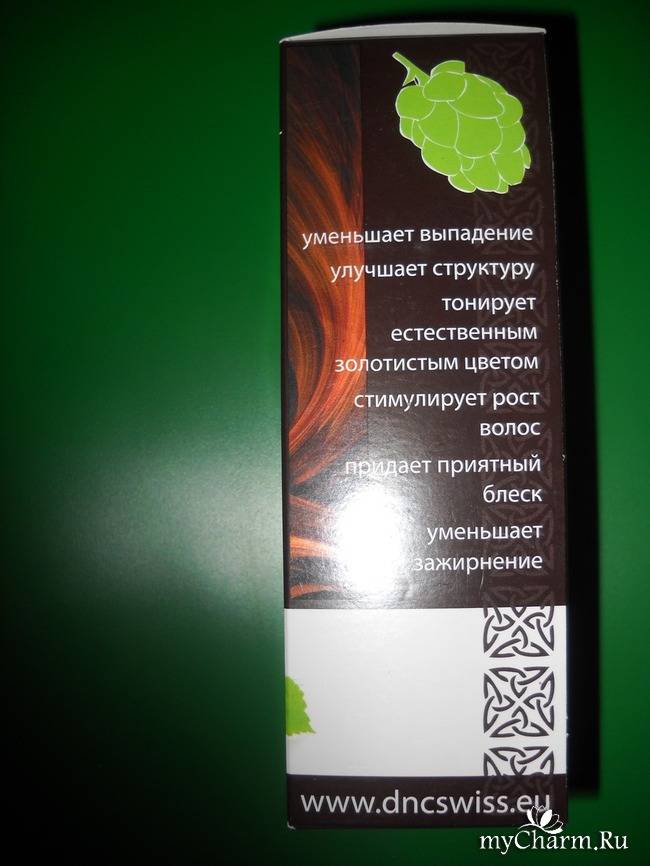 уменьшает выпадение
улучшает структуру
тонирует
естественным
золотистым цветом
стимулирует рост
волос
придает приятный
блеск
уменьшает
зажирнение
www.dncswiss.eu
myCharm.Ru